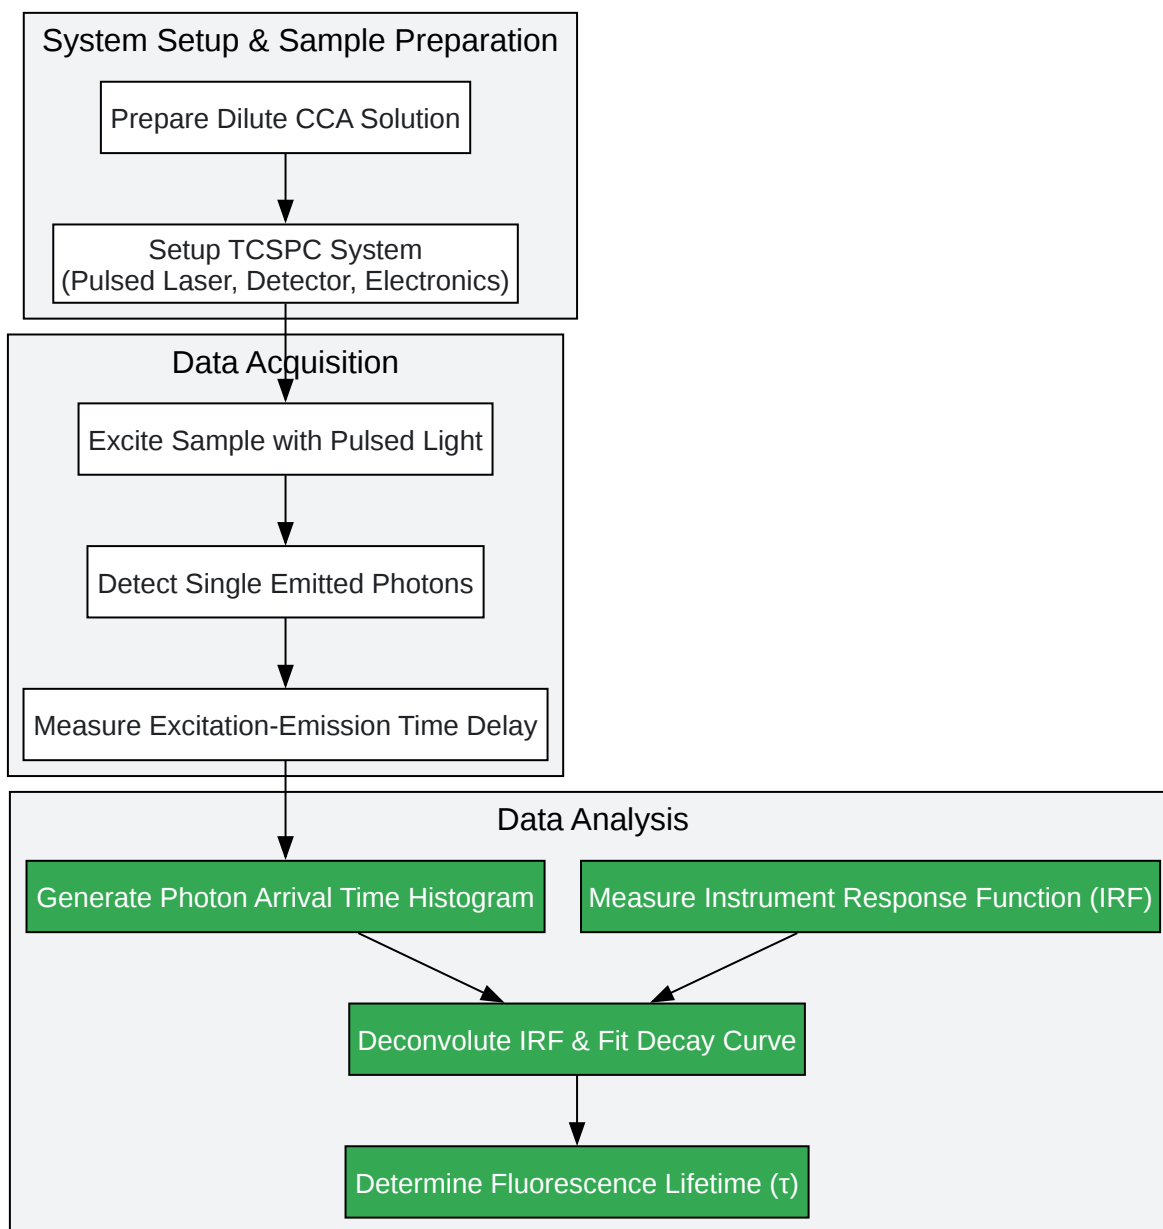 System Setup & Sample Preparation
Prepare Dilute CCA Solution
Setup TCSPC System
(Pulsed Laser, Detector, Electronics)
Data Acquisition
Excite Sample with Pulsed Light
Detect Single Emitted Photons
Measure Excitation-Emission Time Delay
Data Analysis
Generate Photon Arrival Time Histogram
Measure Instrument Response Function (IRF)
Deconvolute IRF & Fit Decay Curve
Determine Fluorescence Lifetime (τ)